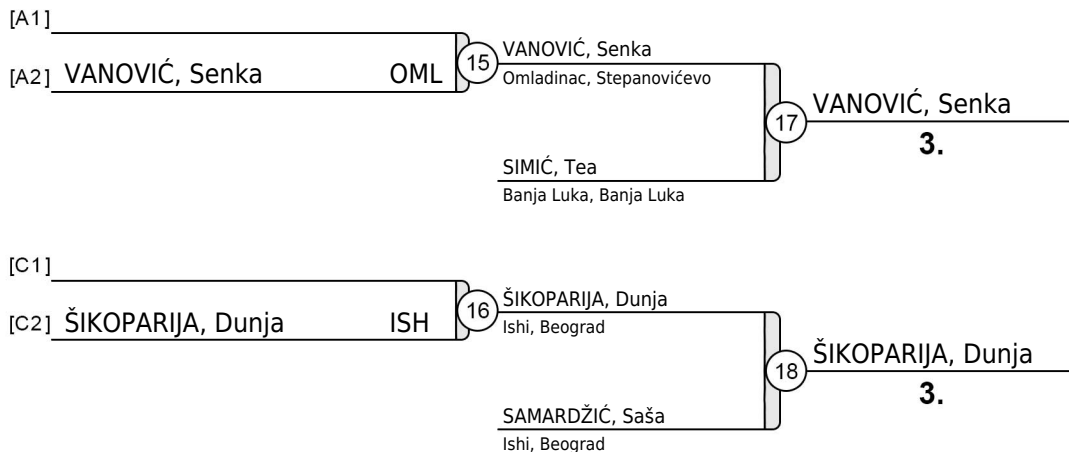 [A1]
[A2] VANOVIĆ, Senka OML
15
VANOVIĆ, Senka
Omladinac, Stepanovićevo
SIMIĆ, Tea
Banja Luka, Banja Luka
17
VANOVIĆ, Senka
3.
[C1]
[C2] ŠIKOPARIJA, Dunja ISH
16
ŠIKOPARIJA, Dunja
Ishi, Beograd
SAMARDŽIĆ, Saša
Ishi, Beograd
18
ŠIKOPARIJA, Dunja
3.